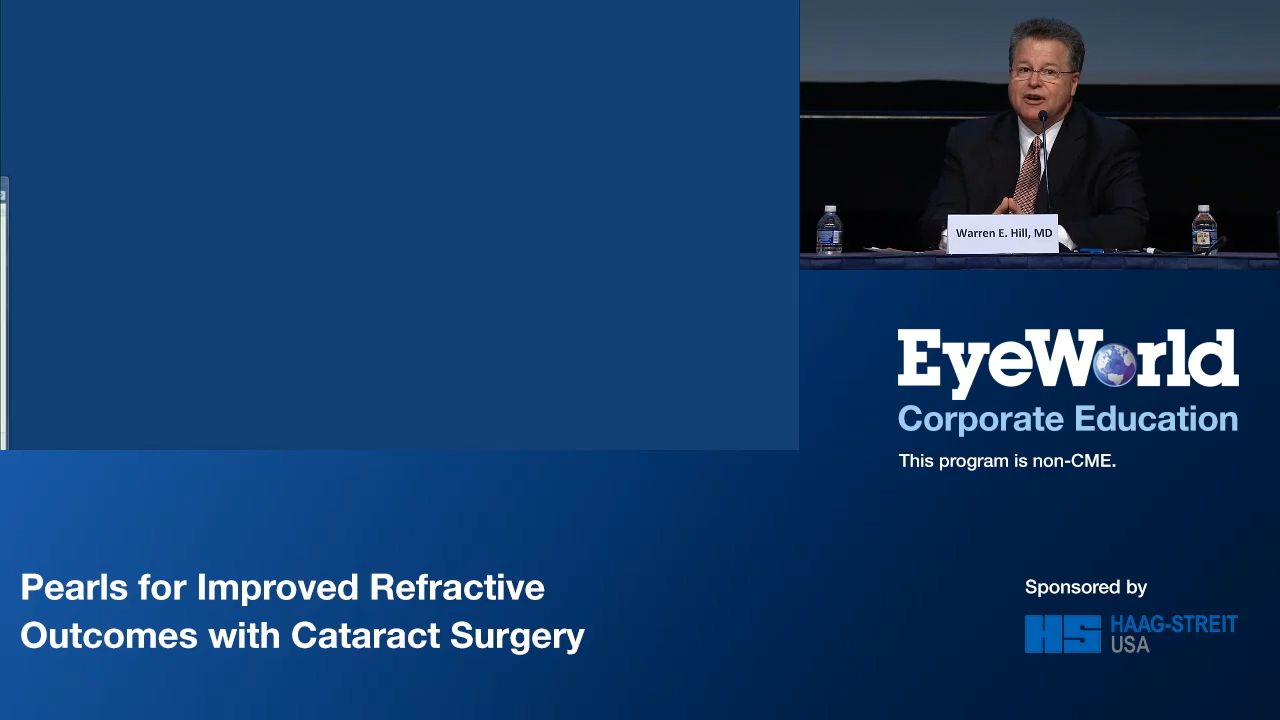 Warren E. Hill, MD
EyeWorld
Corporate Education
This program is non-CME.
Pearls for Improved Refractive
Outcomes with Cataract Surgery
Sponsored by
HS HAAG-STREIT
USA